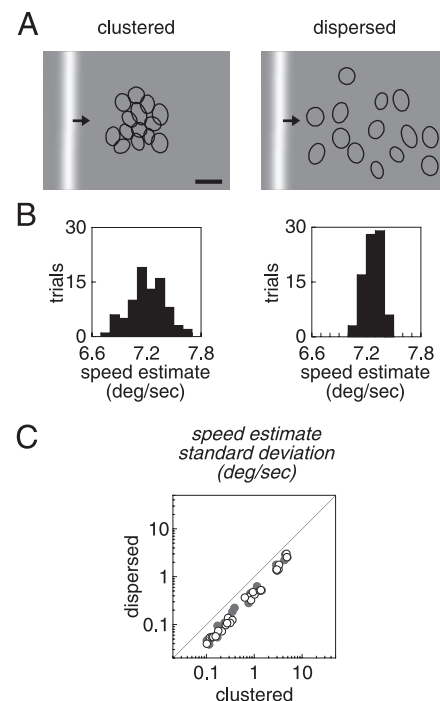 A
clustered
dispersed
B
30
15
0
trials
6.6 7.2 7.8
speed estimate
(deg/sec)
30
15
0
trials
6.6 7.2 7.8
speed estimate
(deg/sec)
C
speed estimate
standard deviation
(deg/sec)
10
1
0.1
dispersed
0.1 1 10
clustered